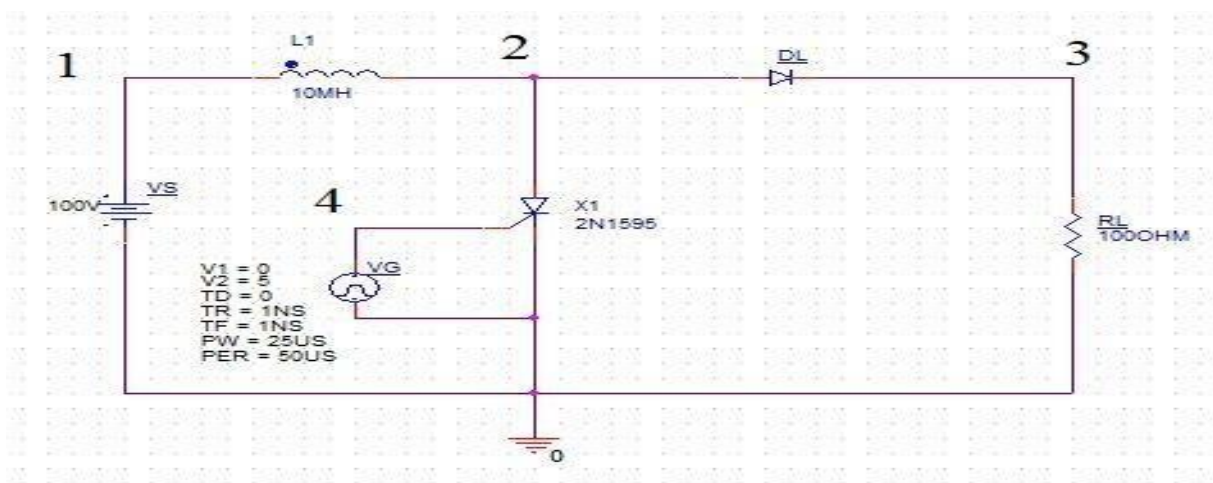 1
L1
10MH
2
DL
3
100V
VS
4
X1
2N1595
VG
V1 = 0
V2 = 5
TD = 0
TR = 1NS
TF = 1NS
PW = 25US
PER = 50US
RL
100OHM
0